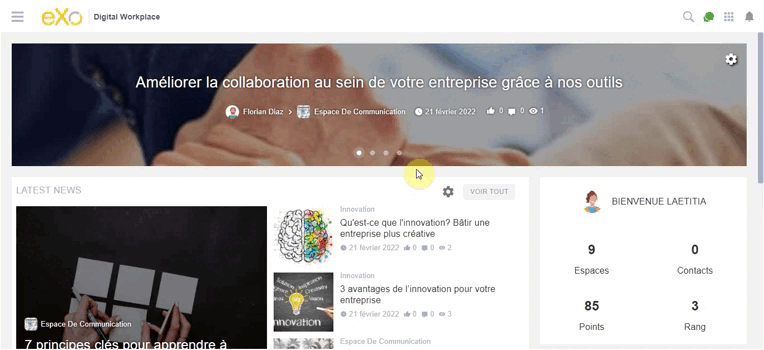 eXo Digital Workplace
Améliorer la collaboration au sein de votre entreprise grâce à nos outils
Florian Diaz > Espace De Communication 21 février 2022 0 0 1
LATEST NEWS
VOIR TOUT
Espace De Communication
7 principes clés pour apprendre à
Innovation
Qu'est-ce que l'innovation? Bâtir une
entreprise plus créative
21 février 2022 0 0 2
innovation
Innovation
3 avantages de l'innovation pour votre
entreprise
21 février 2022 0 0 3
Espace De Communication
BIENVENUE LAETITIA
9
Espaces
0
Contacts
85
Points
3
Rang